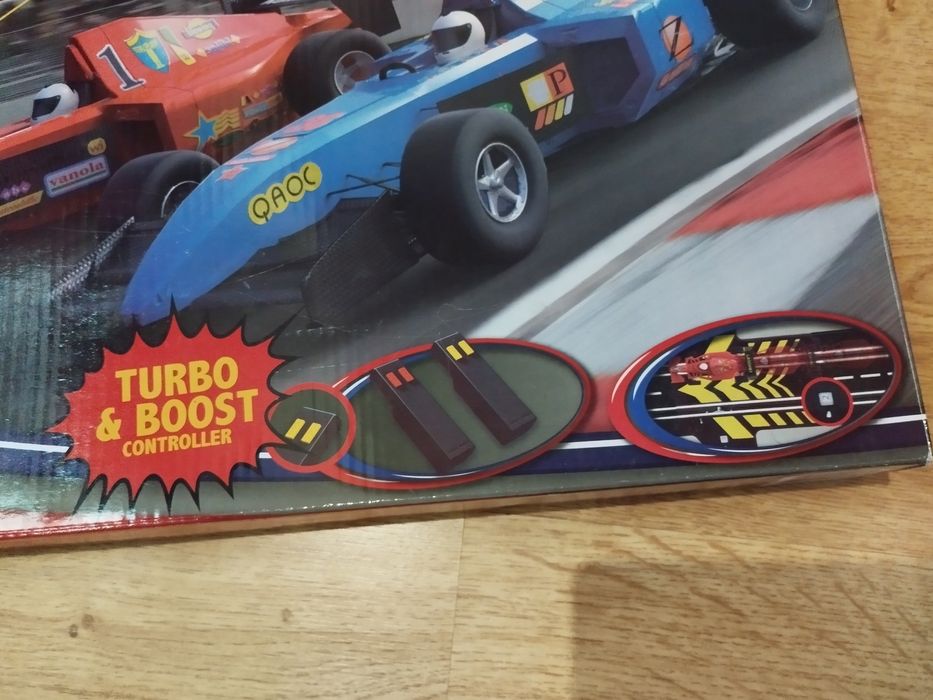 1
vanola
QAOC
P
Z
TURBO
& BOOST
CONTROLLER